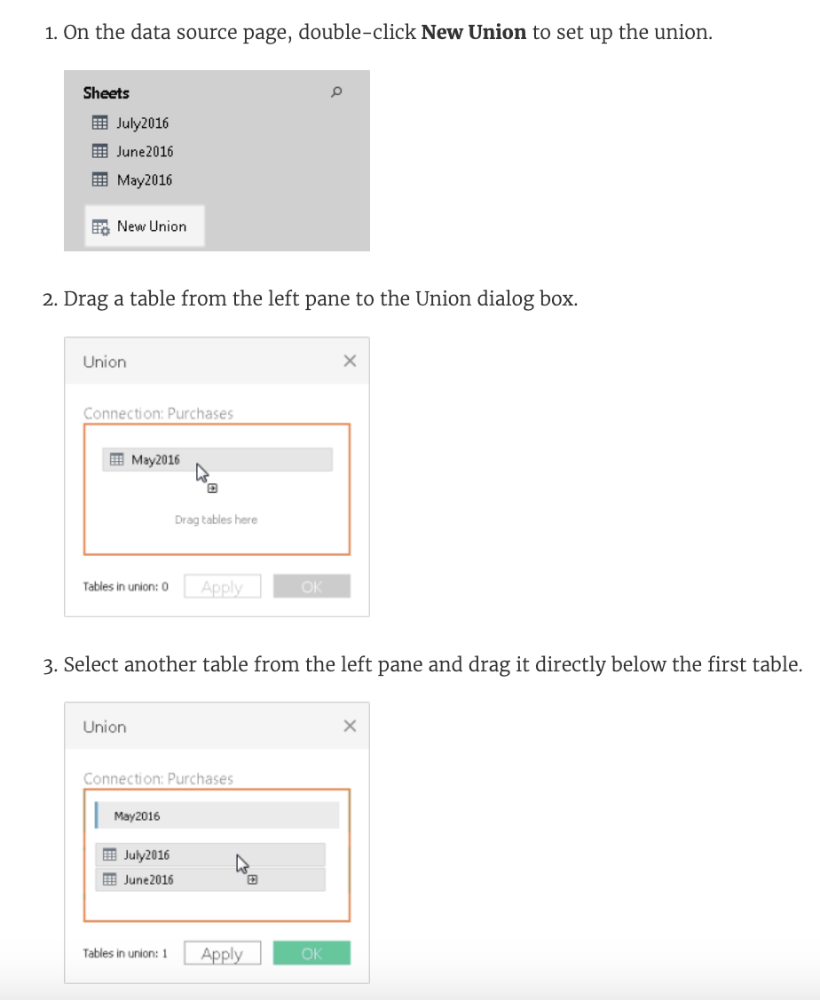 1. On the data source page, double-click New Union to set up the union.
Sheets
July2016
June2016
May2016
New Union
2. Drag a table from the left pane to the Union dialog box.
Union
Connection: Purchases
May2016
Drag tables here
Tables in union: 0 Apply OK
3. Select another table from the left pane and drag it directly below the first table.
Union
Connection: Purchases
May2016
July2016
June2016
Tables in union: 1 Apply OK